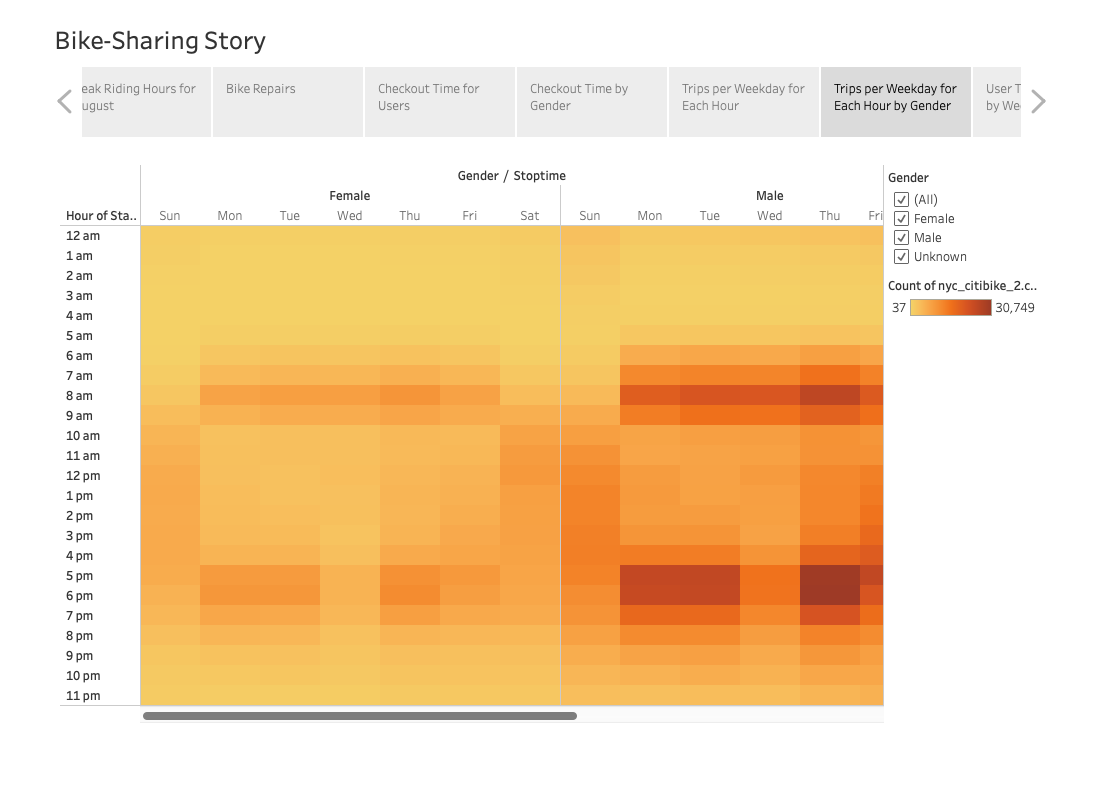 Bike-Sharing Story
eak Riding Hours for
ugust
Bike Repairs
Checkout Time for
Users
Checkout Time by
Gender
Trips per Weekday for
Each Hour
Trips per Weekday for
Each Hour by Gender
User T
by We
Gender / Stoptime
Female
Male
Hour of Sta..
Sun Mon Tue Wed Thu Fri Sat Sun Mon Tue Wed Thu Fri
12 am
1 am
2 am
3 am
4 am
5 am
6 am
7 am
8 am
9 am
10 am
11 am
12 pm
1 pm
2 pm
3 pm
4 pm
5 pm
6 pm
7 pm
8 pm
9 pm
10 pm
11 pm
Gender
(All)
Female
Male
Unknown
Count of nyc_citibike_2.c..
37 30,749